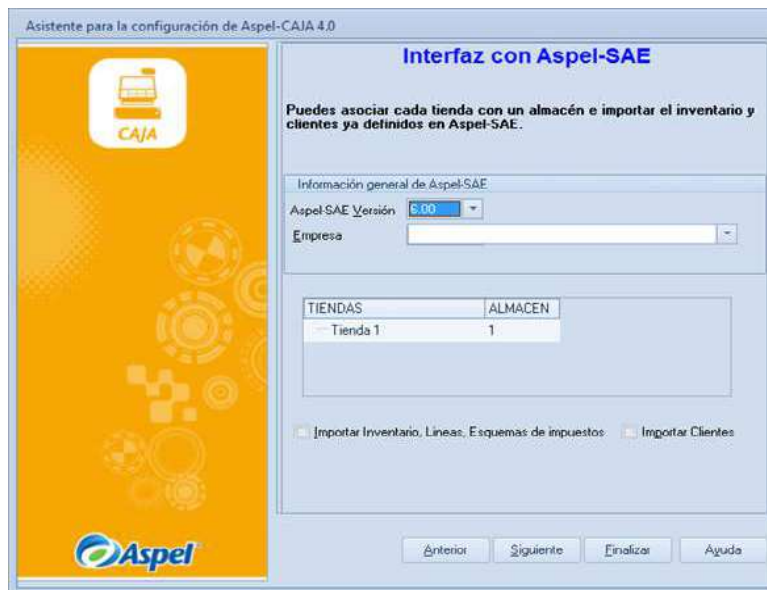 Asistente para la configuración de Aspel-CAJA 4.0
CAJA
Interfaz con Aspel-SAE
Puedes asociar cada tienda con un almacén e importar el inventario y
clientes ya definidos en Aspel-SAE.
Información general de Aspel-SAE
Aspel-SAE Versión 6.00
Empresa
TIENDAS ALMACEN
Tienda 1 1
Importar Inventario, Lineas, Esquemas de impuestos Importar Clientes
Aspel
Anterior Siguiente Finalizar Ayuda